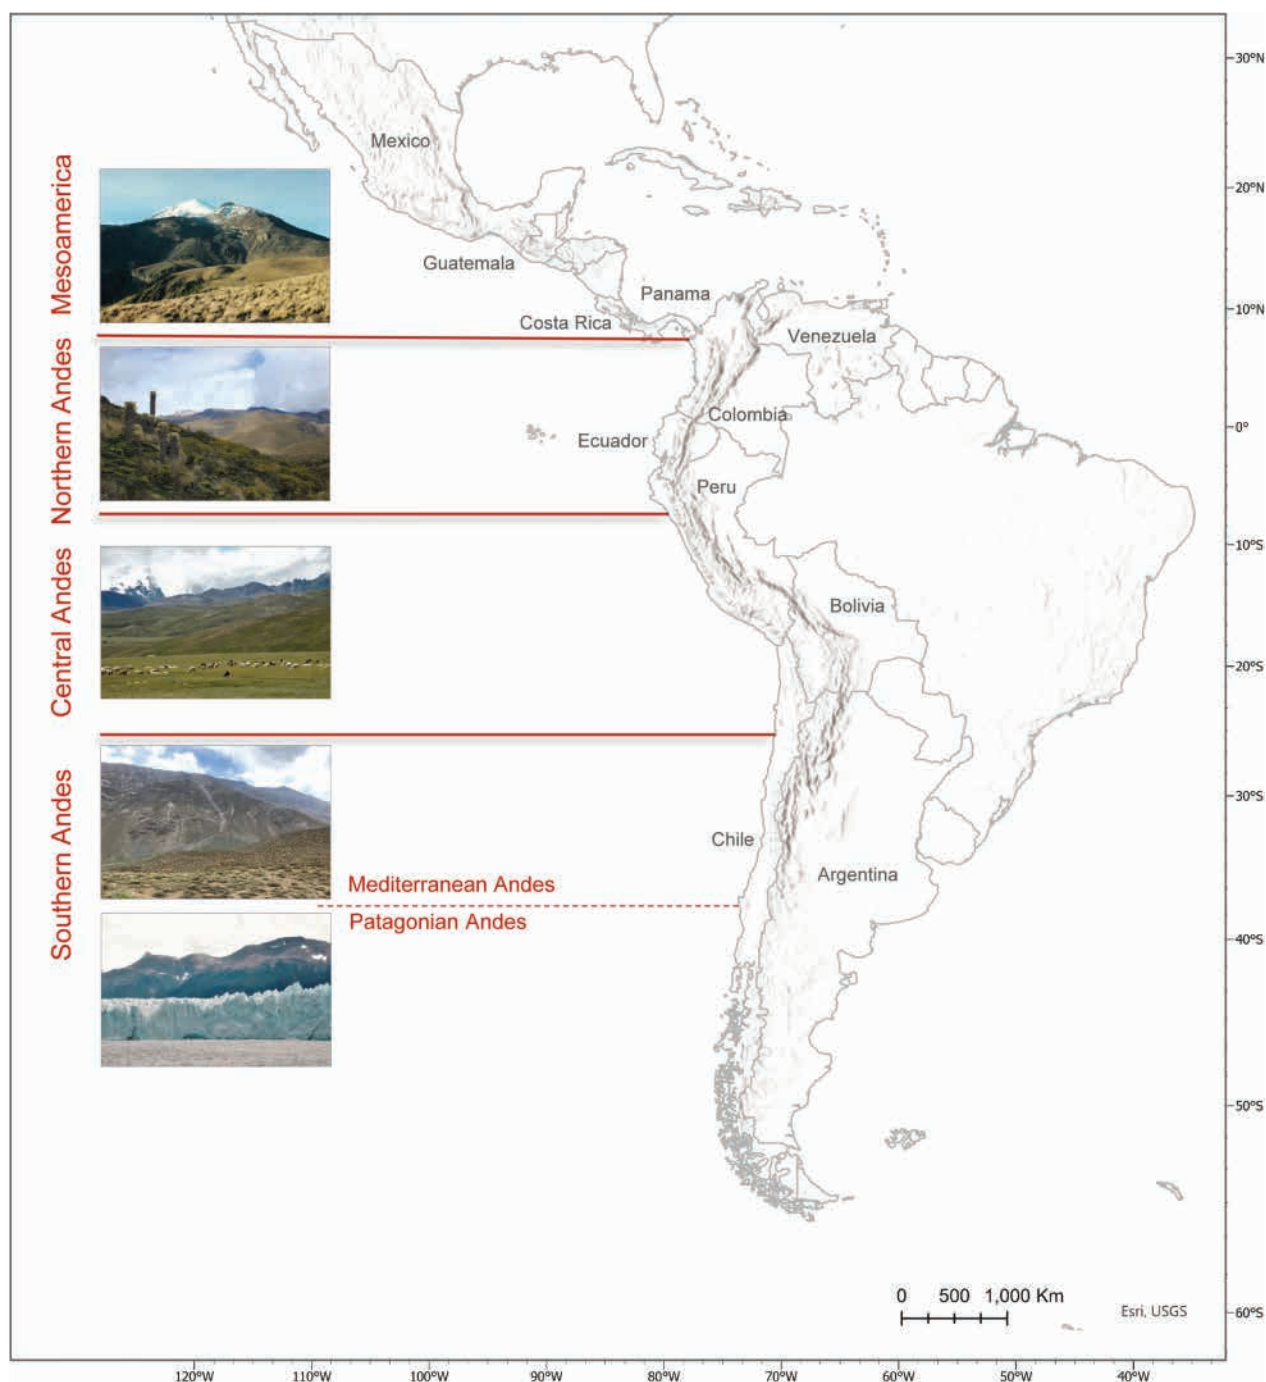 30°N
20°N
10°N
0°
10°S
20°S
30°S
40°S
50°S
60°S
Mesoamerica
Northern Andes
Central Andes
Southern Andes
Mexico
Guatemala
Panama
Costa Rica
Venezuela
Colombia
Ecuador
Peru
Bolivia
Chile
Argentina
Mediterranean Andes
Patagonian Andes
0 500 1,000 Km
Esri, USGS
120°W 110°W 100°W 90°W 80°W 70°W 60°W 50°W 40°W